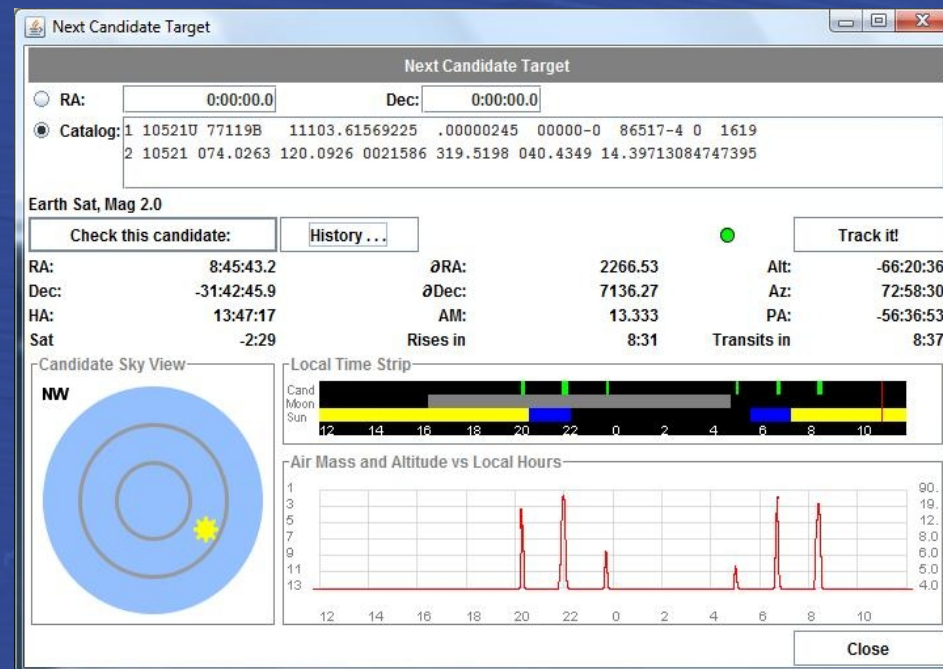 Next Candidate Target
Next Candidate Target
RA: 0:00:00.0 Dec: 0:00:00.0
Catalog: 1 10521U 77119B 11103.61569225 .00000245 00000-0 86517-4 0 1619
2 10521 074.0263 120.0926 0021586 319.5198 040.4349 14.39713084747395
Earth Sat, Mag 2.0
Check this candidate: History . . . Track it!
RA: 8:45:43.2 ∂RA: 2266.53 Alt: -66:20:36
Dec: -31:42:45.9 ∂Dec: 7136.27 Az: 72:58:30
HA: 13:47:17 AM: 13.333 PA: -56:36:53
Sat -2:29 Rises in 8:31 Transits in 8:37
Candidate Sky View
NW
Local Time Strip
Cand
Moon
Sun
12 14 16 18 20 22 0 2 4 6 8 10
Air Mass and Altitude vs Local Hours
1 90.
3 19.
5 12.
7 8.0
9 6.0
11 5.0
13 4.0
12 14 16 18 20 22 0 2 4 6 8 10
Close